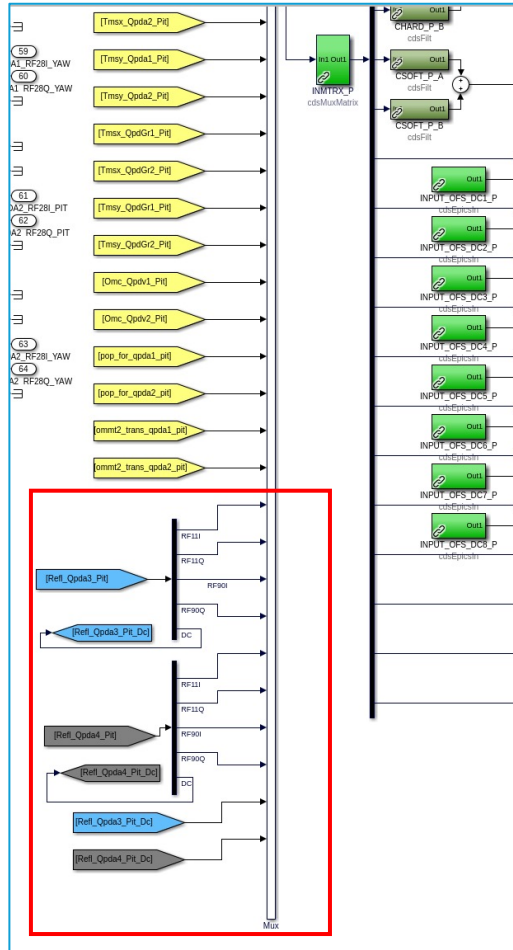 [Tmsx_Qpda2_Pit]
59
A1_RF28I_YAW
60
A1_RF28Q_YAW
[Tmsy_Qpda1_Pit]
[Tmsy_Qpda2_Pit]
[Tmsx_QpdGr1_Pit]
[Tmsx_QpdGr2_Pit]
61
DA2_RF28I_PIT
62
DA2_RF28Q_PIT
[Tmsy_QpdGr1_Pit]
[Tmsy_QpdGr2_Pit]
[Omc_Qpdv1_Pit]
[Omc_Qpdv2_Pit]
63
A2_RF28I_YAW
64
A2_RF28Q_YAW
[pop_for_qpda1_pit]
[pop_for_qpda2_pit]
[ommt2_trans_qpda1_pit]
[ommt2_trans_qpda2_pit]
RF11I
RF11Q
[Refl_Qpda3_Pit]
RF90I
RF90Q
[Refl_Qpda3_Pit_Dc]
DC
RF11I
RF11Q
[Refl_Qpda4_Pit]
RF90I
RF90Q
[Refl_Qpda4_Pit_Dc]
DC
[Refl_Qpda3_Pit_Dc]
[Refl_Qpda4_Pit_Dc]
Mux
In1 Out1
INMTRX_P
cdsMuxMatrix
Out1
CHARD_P_B
cdsFilt
Out1
CSOFT_P_A
cdsFilt
Out1
CSOFT_P_B
cdsFilt
Out1
INPUT_OFS_DC1_P
cdsEpicsIn
Out1
INPUT_OFS_DC2_P
cdsEpicsIn
Out1
INPUT_OFS_DC3_P
cdsEpicsIn
Out1
INPUT_OFS_DC4_P
cdsEpicsIn
Out1
INPUT_OFS_DC5_P
cdsEpicsIn
Out1
INPUT_OFS_DC6_P
cdsEpicsIn
Out1
INPUT_OFS_DC7_P
cdsEpicsIn
Out1
INPUT_OFS_DC8_P
cdsEpicsIn